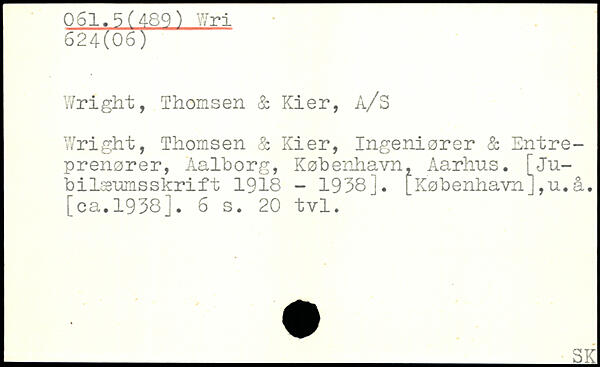 061.5(489) Wri
624(06)
Wright, Thomsen & Kier, A/S
Wright, Thomsen & Kier, Ingeniører & Entre-
prenører, Aalborg, København, Aarhus. [Ju-
bilæumsskrift 1918 - 1938]. [København],u.å.
[ca.1938]. 6 s. 20 tvl.
SK